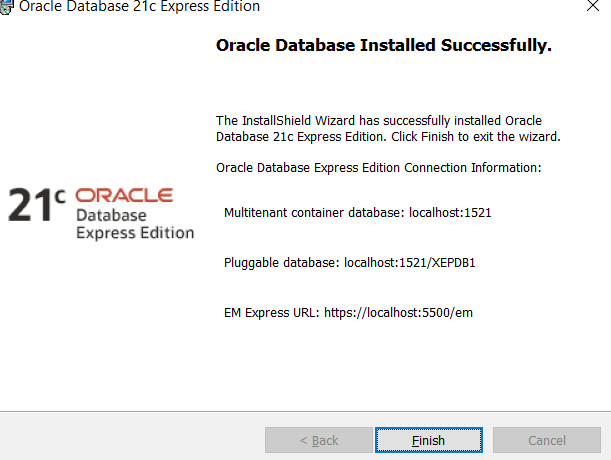 Oracle Database 21c Express Edition
Oracle Database Installed Successfully.
The InstallShield Wizard has successfully installed Oracle
Database 21c Express Edition. Click Finish to exit the wizard.
Oracle Database Express Edition Connection Information:
21c ORACLE
Database
Express Edition
Multitenant container database: localhost:1521
Pluggable database: localhost:1521/XEPDB1
EM Express URL: https://localhost:5500/em
< Back Finish Cancel